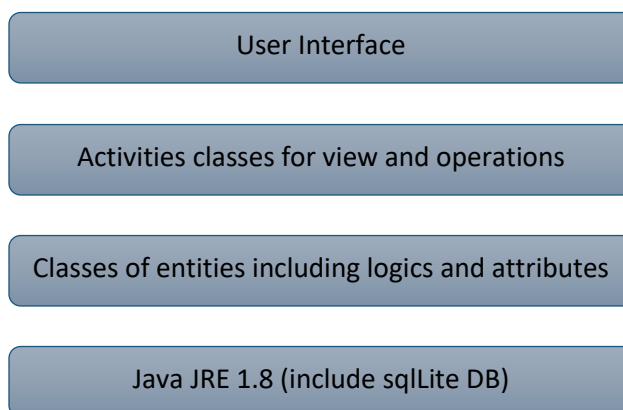 User Interface
Activities classes for view and operations
Classes of entities including logics and attributes
Java JRE 1.8 (include sqlLite DB)